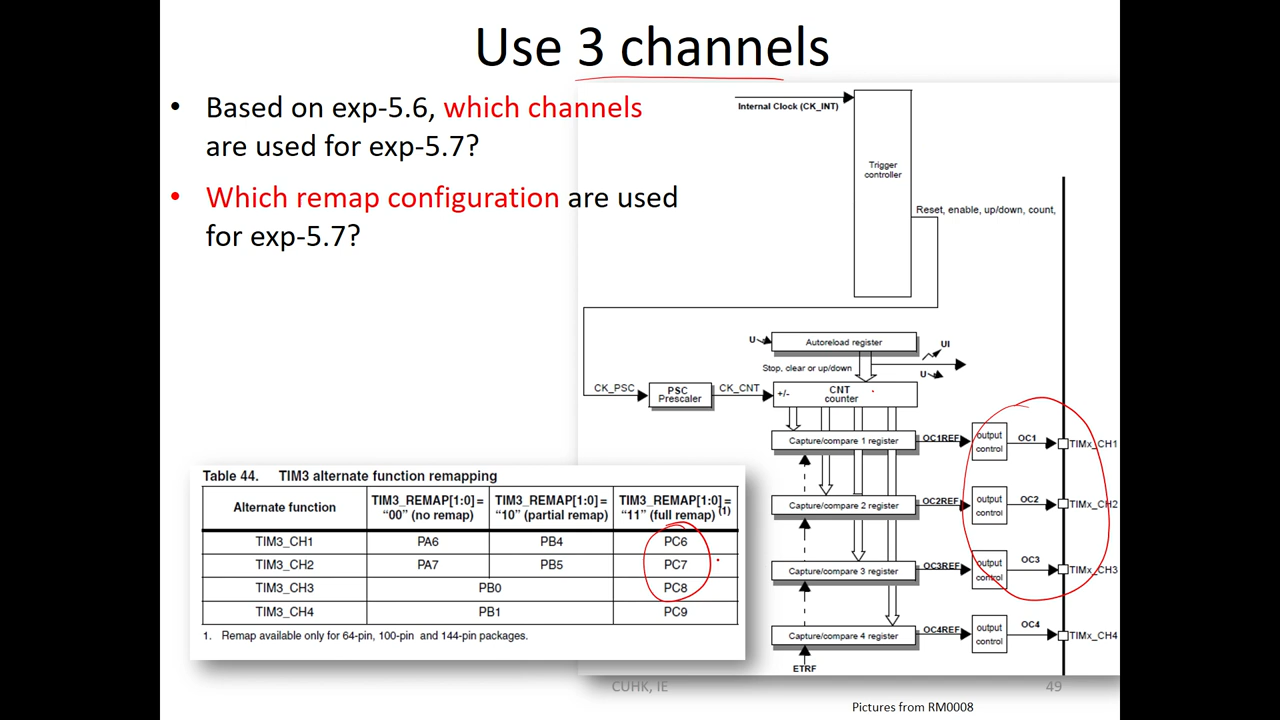 Use 3 channels
• Based on exp-5.6, which channels
are used for exp-5.7?
• Which remap configuration are used
for exp-5.7?
Internal Clock (CK_INT)
Trigger
controller
Reset, enable, up/down, count,
U
Autoreload register
UI
Stop, clear or up/down
U
CK_PSC
PSC
Prescaler
CK_CNT
+/-
CNT
counter
Capture/compare 1 register
OC1REF
output
control
OC1
TIMx_CH1
Capture/compare 2 register
OC2REF
output
control
OC2
TIMx_CH2
Capture/compare 3 register
OC3REF
output
control
OC3
TIMx_CH3
Capture/compare 4 register
OC4REF
output
control
OC4
TIMx_CH4
ETRF
Table 44. TIM3 alternate function remapping
Alternate function
TIM3_REMAP[1:0] =
"00" (no remap)
TIM3_REMAP[1:0] =
"10" (partial remap)
TIM3_REMAP[1:0] =
"11" (full remap) (1)
TIM3_CH1 PA6 PB4 PC6
TIM3_CH2 PA7 PB5 PC7
TIM3_CH3 PB0 PC8
TIM3_CH4 PB1 PC9
1. Remap available only for 64-pin, 100-pin and 144-pin packages.
CUHK, IE
49
Pictures from RM0008